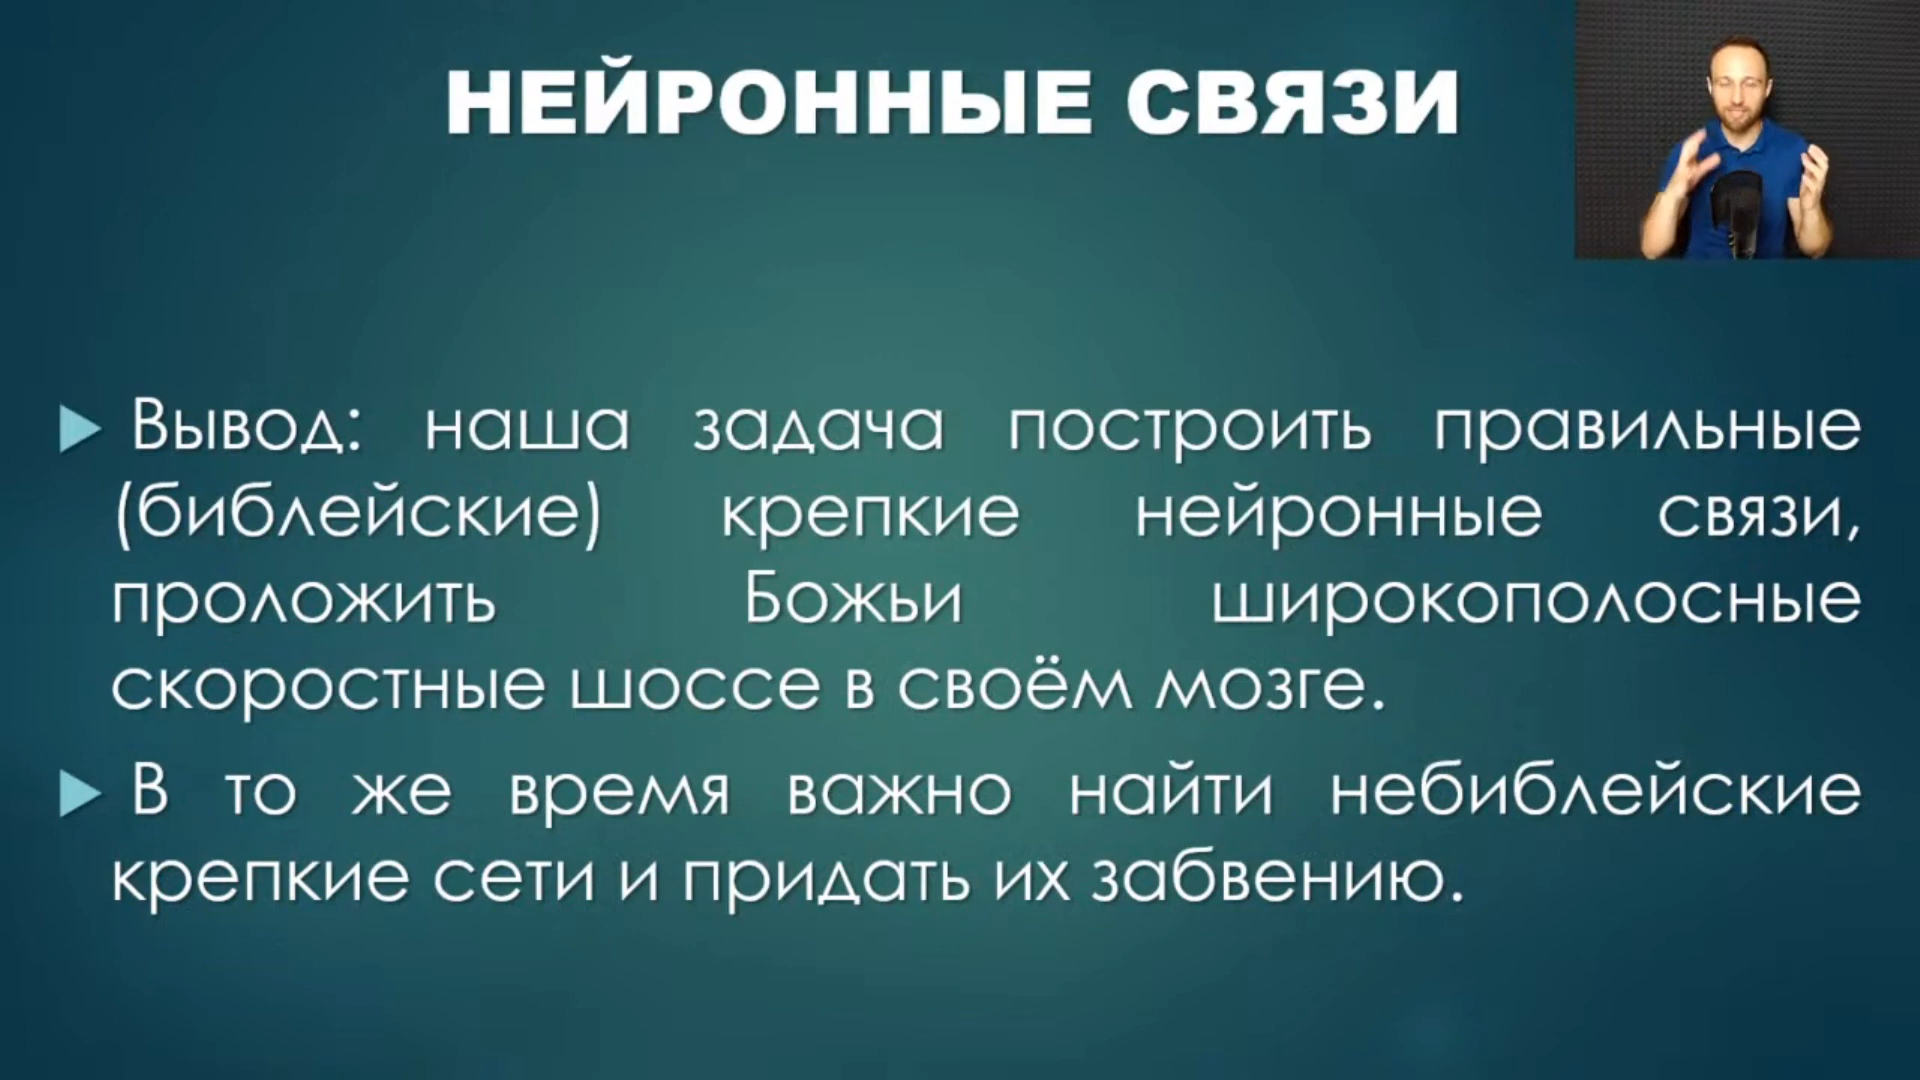 НЕЙРОННЫЕ СВЯЗИ
Вывод: наша задача построить правильные
(библейские) крепкие нейронные связи,
проложить Божьи широкополосные
скоростные шоссе в своём мозге.
В то же время важно найти небиблейские
крепкие сети и придать их забвению.